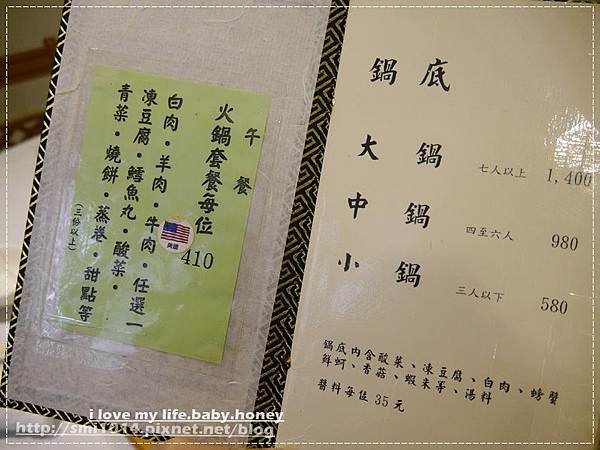 午餐
火鍋套餐每位
410
白肉·羊肉·牛肉·任選一
凍豆腐·鱈魚丸·酸菜·
青菜·燒餅·蒸卷·甜點等
(三份以上)
美國
鍋底
大鍋 七人以上 1,400
中鍋 四至六人 980
小鍋 三人以下 580
鍋底內含酸菜、凍豆腐、白肉、螃蟹
鮮蚵、香菇、蝦末等、湯料
醬料每位 35 元
i love my life.baby.honey
http://smi1814.pixnet.net/blog